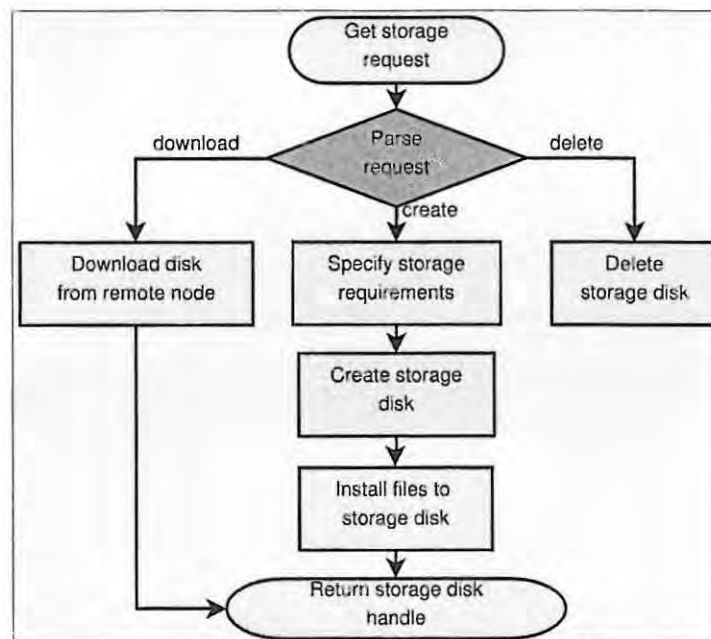 Get storage
request
Parse
request
download
delete
create
Download disk
from remote node
Specify storage
requirements
Delete
storage disk
Create storage
disk
Install files to
storage disk
Return storage disk
handle